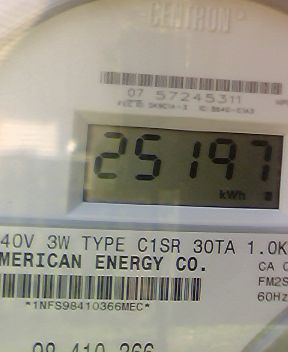 CENTRON®
07 57245311
25197
kWh
40V 3W TYPE C1SR 30TA 1.0K
MERICAN ENERGY CO.
CA
FM2S
60Hz
*1NFS98410366MEC*
98 410 366